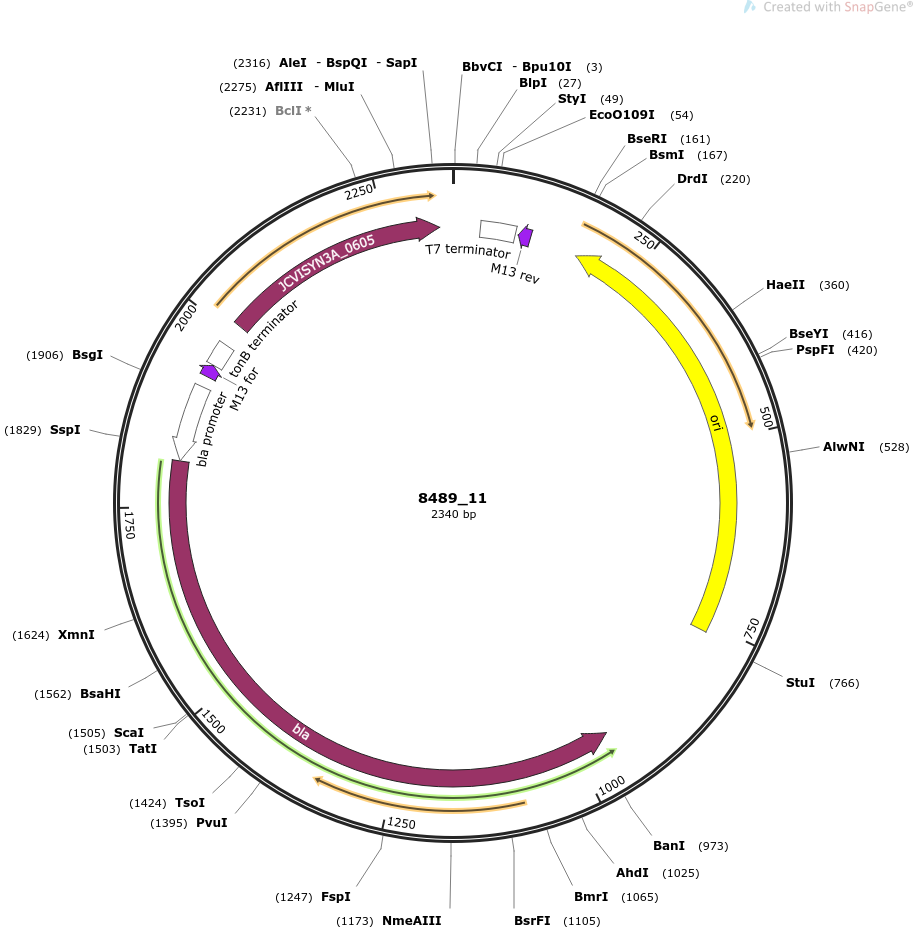 Created with SnapGene®
(2316) AleI - BspQI - SapI
(2275) AflIII - MluI
(2231) BclI *
BbvCI - Bpu10I (3)
BlpI (27)
StyI (49)
EcoO109I (54)
BseRI (161)
BsmI (167)
DrdI (220)
HaeII (360)
BseYI (416)
PspFI (420)
AlwNI (528)
StuI (766)
BanI (973)
AhdI (1025)
BmrI (1065)
BsrFI (1105)
(1173) NmeAIII
(1247) FspI
(1395) PvuI
(1424) TsoI
(1503) TatI
(1505) ScaI
(1562) BsaHI
(1624) XmnI
(1829) SspI
(1906) BsgI
250
500
750
1000
1250
1500
1750
2000
2250
T7 terminator
M13 rev
ori
bla
bla promoter
M13 for
tonB terminator
JCVISYN3A_0605
8489_11
2340 bp